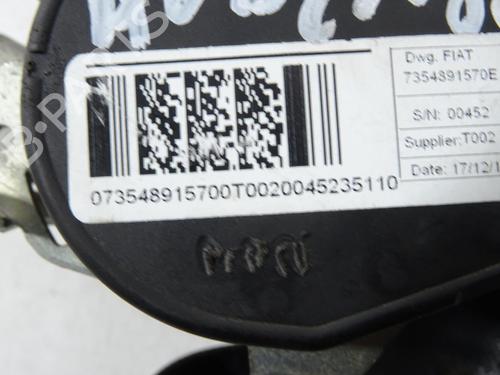 Dwg. FIAT
7354891570E
S/N: 00452
Supplier:T002
Date: 17/12/1
073548915700T0020045235110